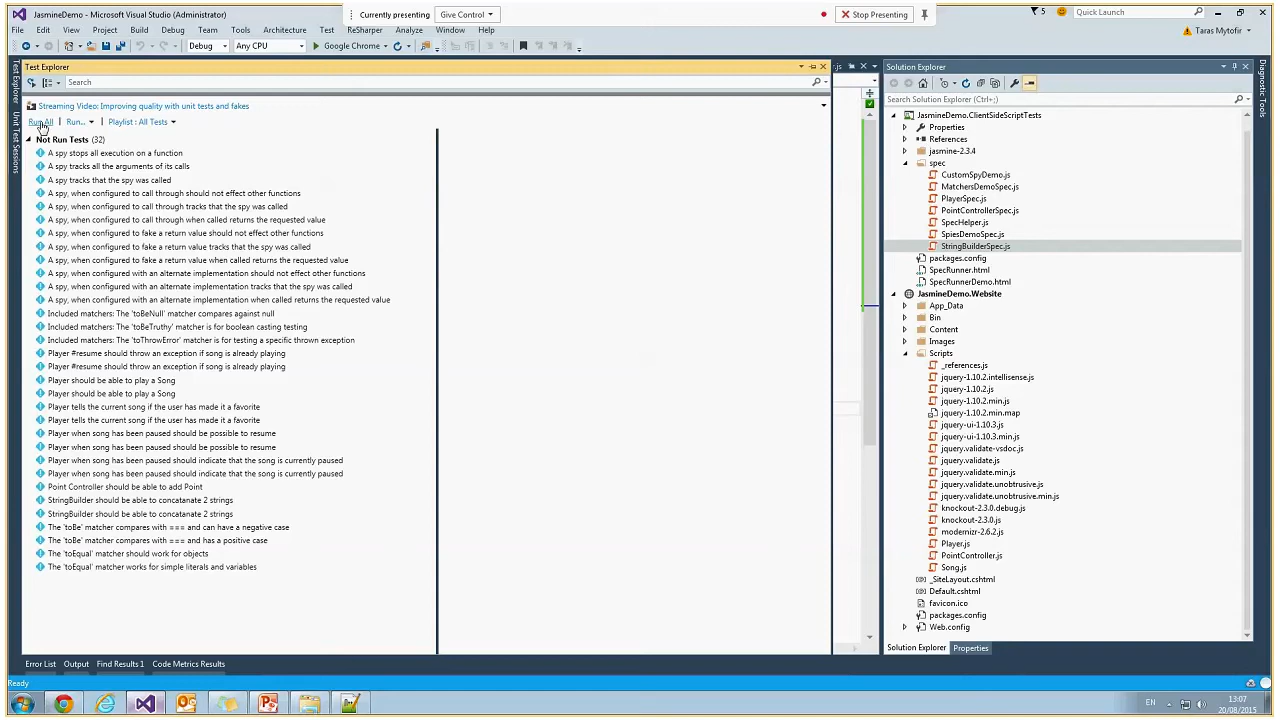 JasmineDemo - Microsoft Visual Studio (Administrator)
Currently presenting
Give Control
Stop Presenting
5
Quick Launch (Ctrl+Q)
File Edit View Project Build Debug Team Tools Architecture Test ReSharper Analyze Window Help
Taras Mytofir
Debug
Any CPU
Google Chrome
Test Explorer
Unit Test Sessions
Test Explorer
Search
Streaming Video: Improving quality with unit tests and fakes
Run All | Run... | Playlist : All Tests
Not Run Tests (32)
A spy stops all execution on a function
A spy tracks all the arguments of its calls
A spy tracks that the spy was called
A spy, when configured to call through should not effect other functions
A spy, when configured to call through tracks that the spy was called
A spy, when configured to call through when called returns the requested value
A spy, when configured to fake a return value should not effect other functions
A spy, when configured to fake a return value tracks that the spy was called
A spy, when configured to fake a return value when called returns the requested value
A spy, when configured with an alternate implementation should not effect other functions
A spy, when configured with an alternate implementation tracks that the spy was called
A spy, when configured with an alternate implementation when called returns the requested value
Included matchers: The 'toBeNull' matcher compares against null
Included matchers: The 'toBeTruthy' matcher is for boolean casting testing
Included matchers: The 'toThrowError' matcher is for testing a specific thrown exception
Player #resume should throw an exception if song is already playing
Player #resume should throw an exception if song is already playing
Player should be able to play a Song
Player should be able to play a Song
Player tells the current song if the user has made it a favorite
Player tells the current song if the user has made it a favorite
Player when song has been paused should be possible to resume
Player when song has been paused should be possible to resume
Player when song has been paused should indicate that the song is currently paused
Player when song has been paused should indicate that the song is currently paused
Point Controller should be able to add Point
StringBuilder should be able to concatanate 2 strings
StringBuilder should be able to concatanate 2 strings
The 'toBe' matcher compares with === and can have a negative case
The 'toBe' matcher compares with === and has a positive case
The 'toEqual' matcher should work for objects
The 'toEqual' matcher works for simple literals and variables
.js
Solution Explorer
Search Solution Explorer (Ctrl+;)
JasmineDemo.ClientSideScriptTests
Properties
References
jasmine-2.3.4
spec
CustomSpyDemo.js
MatchersDemoSpec.js
PlayerSpec.js
PointControllerSpec.js
SpecHelper.js
SpiesDemoSpec.js
StringBuilderSpec.js
packages.config
SpecRunner.html
SpecRunnerDemo.html
JasmineDemo.Website
App_Data
Bin
Content
Images
Scripts
_references.js
jquery-1.10.2.intellisense.js
jquery-1.10.2.js
jquery-1.10.2.min.js
jquery-1.10.2.min.map
jquery-ui-1.10.3.js
jquery-ui-1.10.3.min.js
jquery.validate-vsdoc.js
jquery.validate.js
jquery.validate.min.js
jquery.validate.unobtrusive.js
jquery.validate.unobtrusive.min.js
knockout-2.3.0.debug.js
knockout-2.3.0.js
modernizr-2.6.2.js
Player.js
PointController.js
Song.js
_SiteLayout.cshtml
Default.cshtml
favicon.ico
packages.config
Web.config
Solution Explorer Properties
Diagnostic Tools
Error List Output Find Results 1 Code Metrics Results
Ready
EN
13:07
20/08/2015